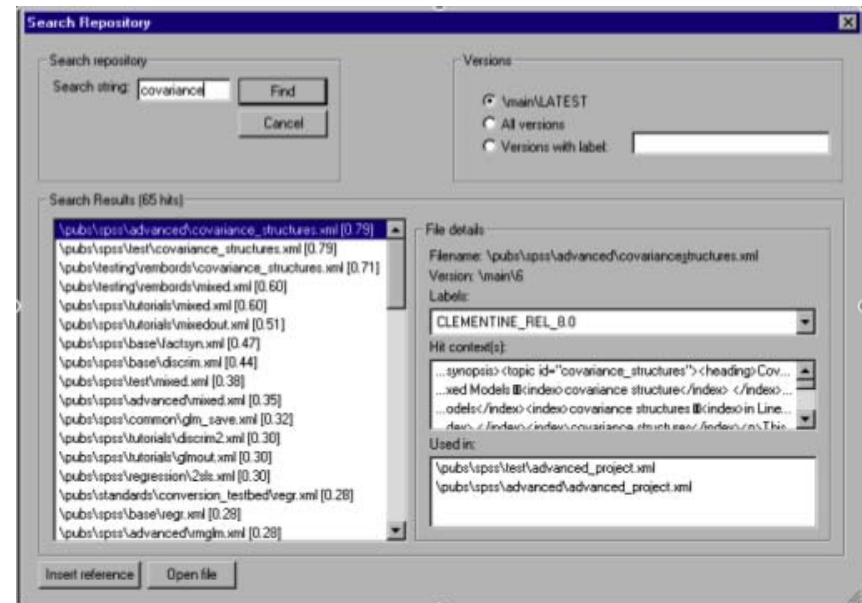 Search Repository
Search repository
Search string: covariance
Find
Cancel
Versions
\main\LATEST
All versions
Versions with label:
Search Results (65 hits)
\pubs\spss\advanced\covariance_structures.xml [0.79]
\pubs\spss\test\covariance_structures.xml [0.79]
\pubs\testing\rembords\covariance_structures.xml [0.71]
\pubs\testing\rembords\mixed.xml [0.60]
\pubs\spss\tutorials\mixed.xml [0.60]
\pubs\spss\tutorials\mixedout.xml [0.51]
\pubs\spss\base\factsyn.xml [0.47]
\pubs\spss\base\discrim.xml [0.44]
\pubs\spss\test\mixed.xml [0.38]
\pubs\spss\advanced\mixed.xml [0.35]
\pubs\spss\common\glm_save.xml [0.32]
\pubs\spss\tutorials\discrim2.xml [0.30]
\pubs\spss\tutorials\glmout.xml [0.30]
\pubs\spss\regression\2sls.xml [0.30]
\pubs\standards\conversion_testbed\regr.xml [0.28]
\pubs\spss\base\regr.xml [0.28]
\pubs\spss\advanced\rmglm.xml [0.28]
File details
Filename: \pubs\spss\advanced\covariancestructures.xml
Version: \main\6
Labels:
CLEMENTINE_REL_8.0
Hit context(s):
...synopsis><topic id="covariance_structures"><heading>Cov...
...xed Models <index>covariance structure</index> </index>...
...odels</index><index>covariance structures <index>in Line...
...dex> </index><index>covariance structures</index><p>This
Used in:
\pubs\spss\test\advanced_project.xml
\pubs\spss\advanced\advanced_project.xml
Insert reference
Open file